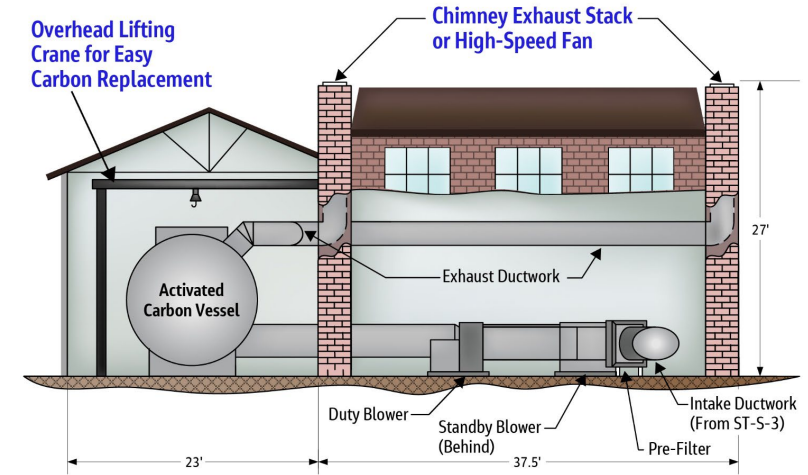 Overhead Lifting
Crane for Easy
Carbon Replacement
Chimney Exhaust Stack
or High-Speed Fan
27'
Activated
Carbon Vessel
Exhaust Ductwork
Duty Blower
Standby Blower
(Behind)
Pre-Filter
Intake Ductwork
(From ST-S-3)
23'
37.5'